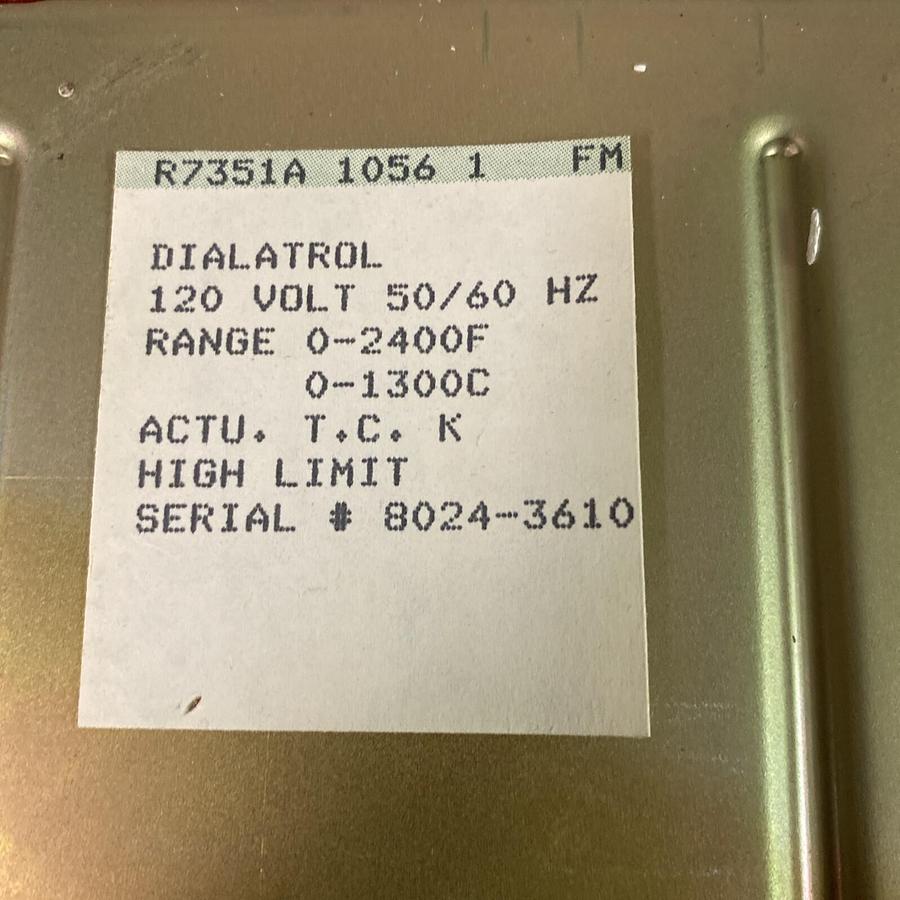 R7351A 1056 1 FM
DIALATROL
120 VOLT 50/60 HZ
RANGE 0-2400F
0-1300C
ACTU. T.C. K
HIGH LIMIT
SERIAL # 8024-3610